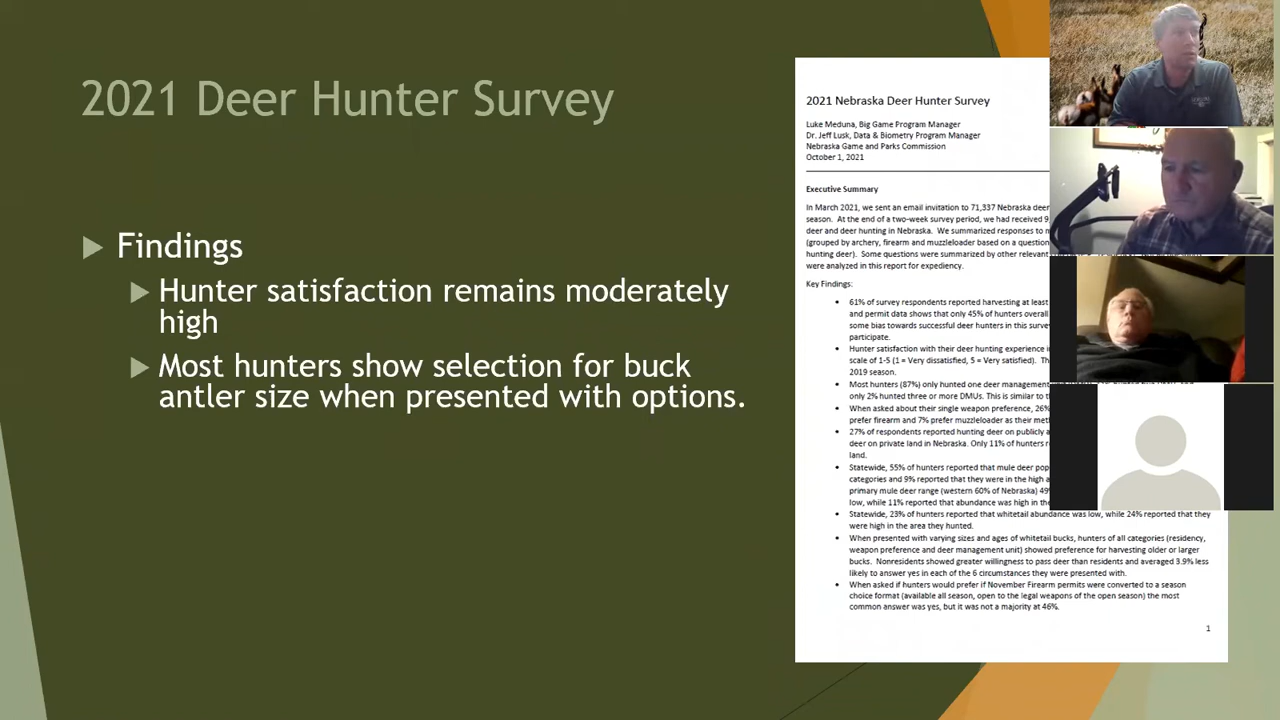 2021 Deer Hunter Survey
Findings
Hunter satisfaction remains moderately
high
Most hunters show selection for buck
antler size when presented with options.
2021 Nebraska Deer Hunter Survey
Luke Meduna, Big Game Program Manager
Dr. Jeff Lusk, Data & Biometry Program Manager
Nebraska Game and Parks Commission
October 1, 2021
Executive Summary
In March 2021, we sent an email invitation to 71,337 Nebraska deer
season. At the end of a two-week survey period, we had received 9,
deer and deer hunting in Nebraska. We summarized responses to
(grouped by archery, firearm and muzzleloader based on a question
hunting deer). Some questions were summarized by other relevant
were analyzed in this report for expediency.
Key Findings:
• 61% of survey respondents reported harvesting at least
and permit data shows that only 45% of hunters overall
some bias towards successful deer hunters in this surve
participate.
• Hunter satisfaction with their deer hunting experience
scale of 1-5 (1 = Very dissatisfied, 5 = Very satisfied). Th
2019 season.
• Most hunters (87%) only hunted one deer management
only 2% hunted three or more DMUs. This is similar to
• When asked about their single weapon preference, 26%
prefer firearm and 7% prefer muzzleloader as their met
• 27% of respondents reported hunting deer on publicly a
deer on private land in Nebraska. Only 11% of hunters
land.
• Statewide, 55% of hunters reported that mule deer pop
categories and 9% reported that they were in the high a
primary mule deer range (western 60% of Nebraska) 49
low, while 11% reported that abundance was high in the
• Statewide, 23% of hunters reported that whitetail abundance was low, while 24% reported that they
were high in the area they hunted.
• When presented with varying sizes and ages of whitetail bucks, hunters of all categories (residency,
weapon preference and deer management unit) showed preference for harvesting older or larger
bucks. Nonresidents showed greater willingness to pass deer than residents and averaged 3.9% less
likely to answer yes in each of the 6 circumstances they were presented with.
• When asked if hunters would prefer if November Firearm permits were converted to a season
choice format (available all season, open to the legal weapons of the open season) the most
common answer was yes, but it was not a majority at 46%.
1